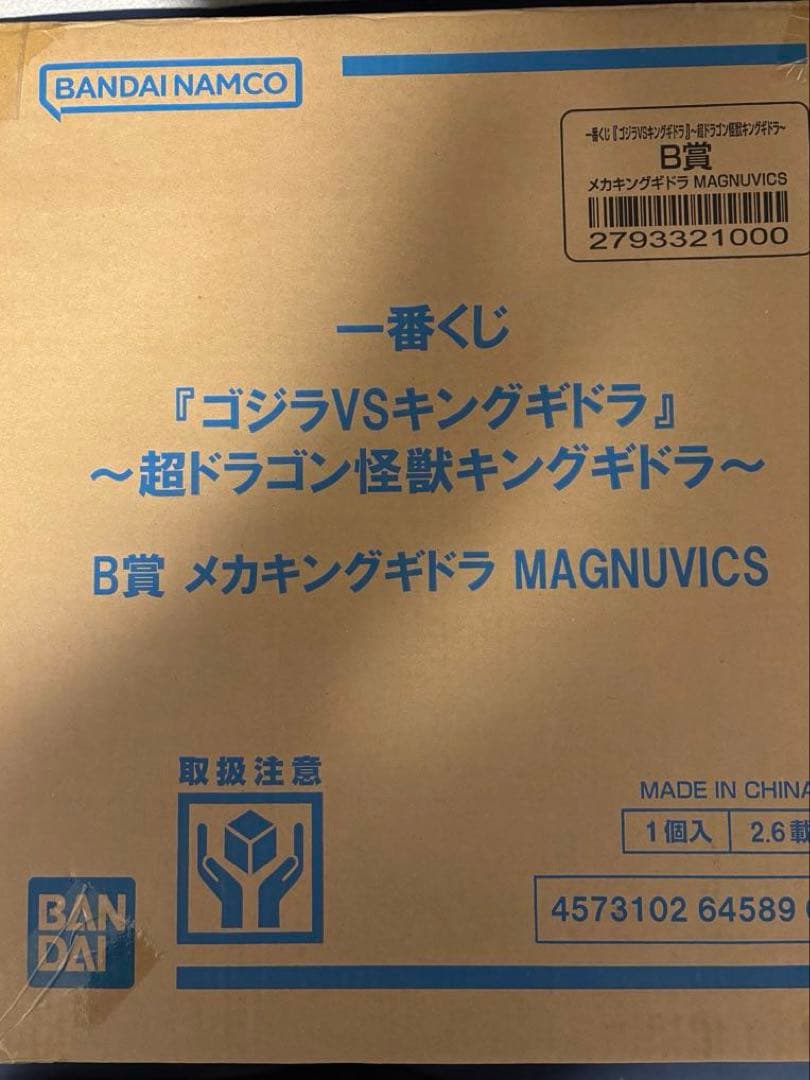 BANDAI NAMCO
一番くじ『ゴジラVSキングギドラ』～超ドラゴン怪獣キングギドラ～
B賞
メカキングギドラ MAGNUVICS
2793321000
一番くじ
『ゴジラVSキングギドラ』
～超ドラゴン怪獣キングギドラ～
B賞 メカキングギドラ MAGNUVICS
取扱注意
MADE IN CHINA
1個入 2.6載
4573102 64589
BAN
DAI